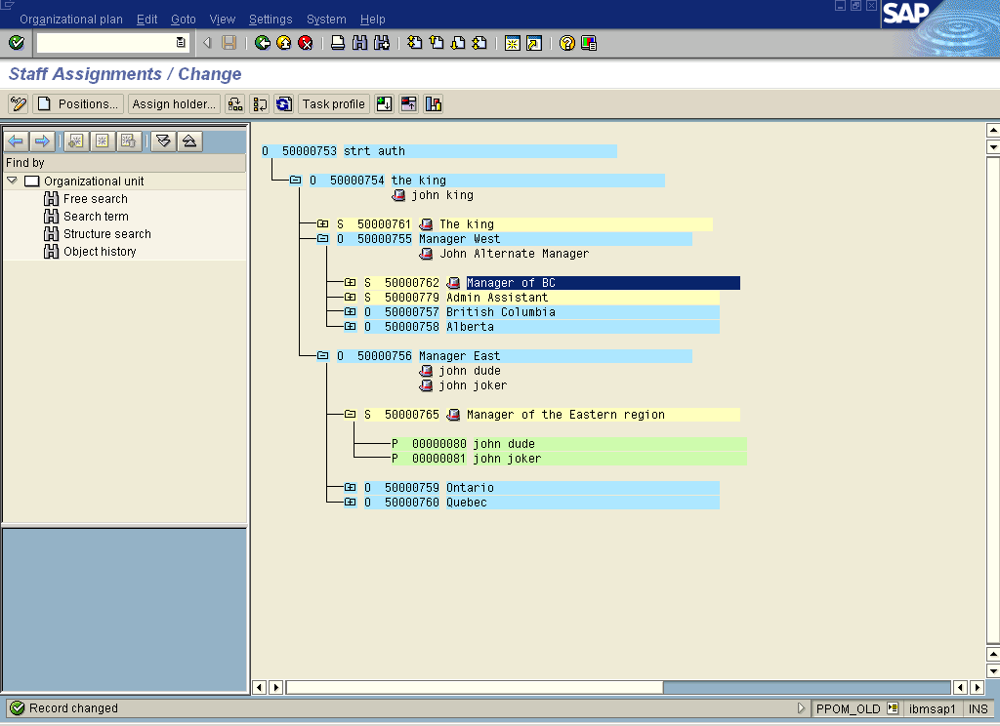 Organizational plan Edit Goto View Settings System Help
SAP
Staff Assignments / Change
Positions... Assign holder... Task profile
Find by
Organizational unit
Free search
Search term
Structure search
Object history
O 50000753 strt auth
O 50000754 the king
john king
S 50000761 The king
O 50000755 Manager West
John Alternate Manager
S 50000762 Manager of BC
S 50000779 Admin Assistant
O 50000757 British Columbia
O 50000758 Alberta
O 50000756 Manager East
john dude
john joker
S 50000765 Manager of the Eastern region
P 00000080 john dude
P 00000081 john joker
O 50000759 Ontario
O 50000760 Quebec
Record changed PPOM_OLD ibmsap1 INS